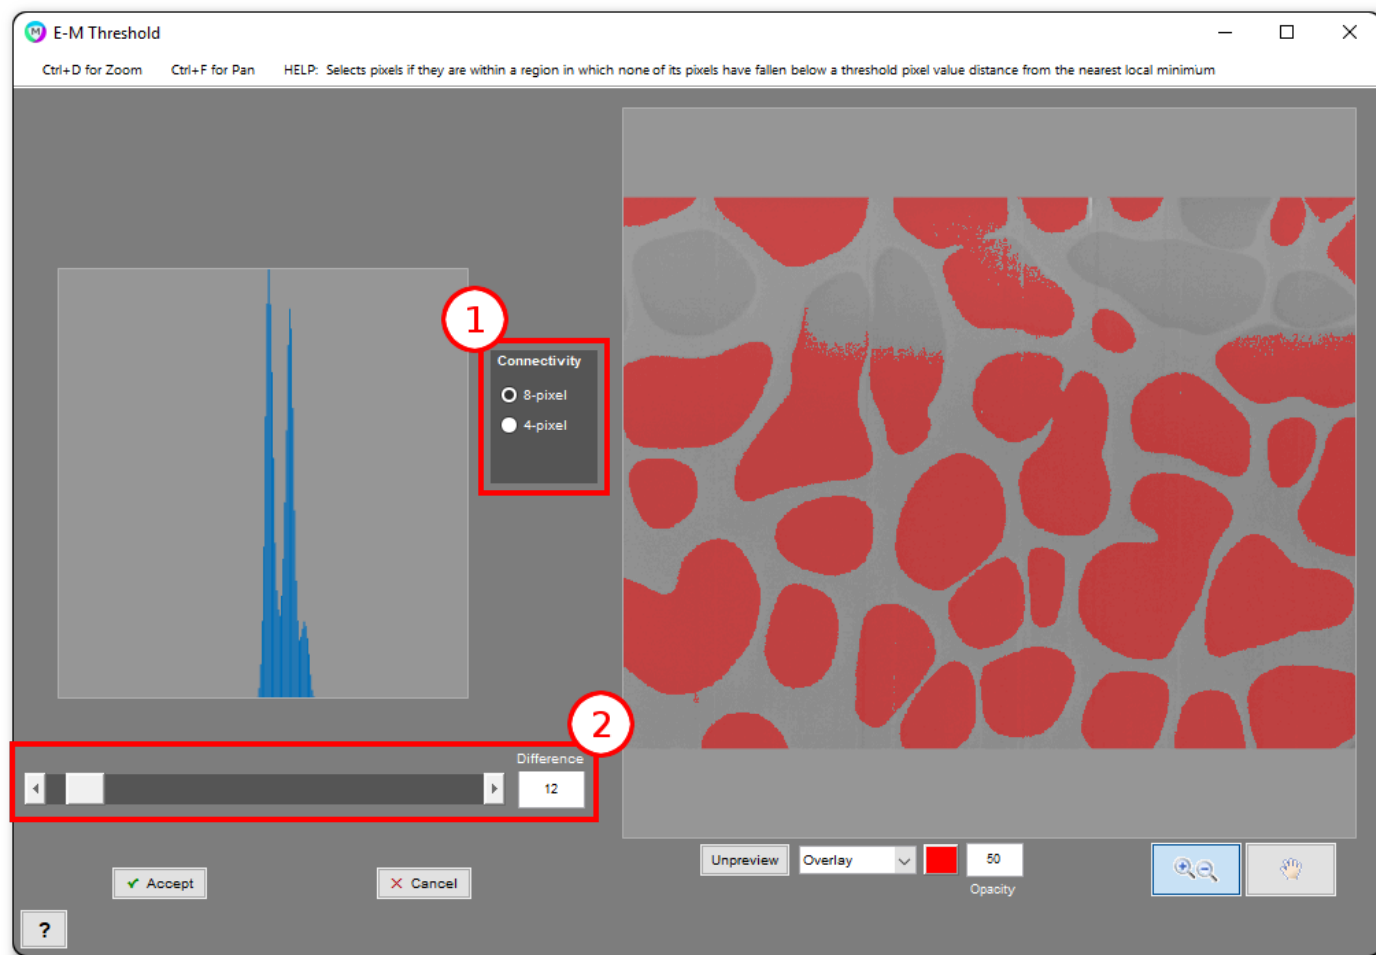 E-M Threshold
Ctrl+D for Zoom Ctrl+F for Pan HELP: Selects pixels if they are within a region in which none of its pixels have fallen below a threshold pixel value distance from the nearest local minimum
1
Connectivity
8-pixel
4-pixel
2
Difference
12
Unpreview Overlay 50
Opacity
Accept Cancel
?